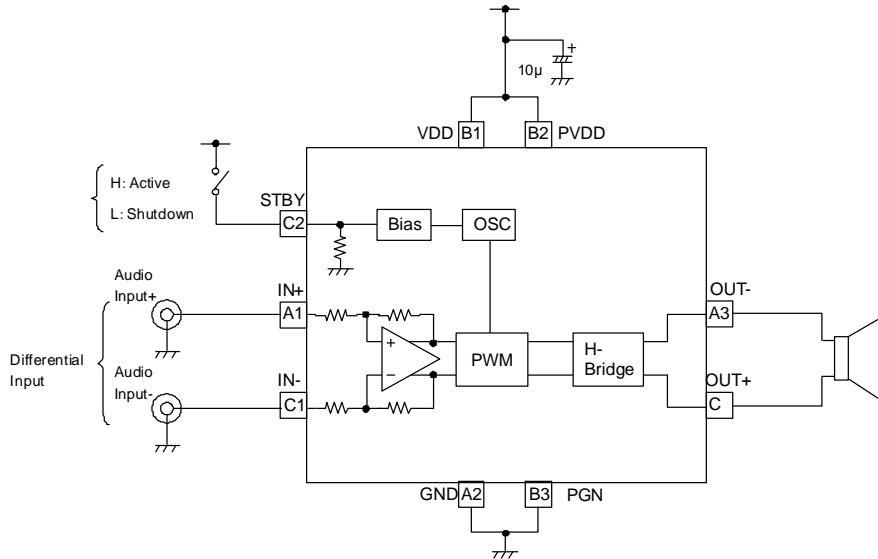 +
10µ
VDD B1 B2 PVDD
H: Active
L: Shutdown
STBY
C2
Bias
OSC
Audio
Input+
IN+
A1
OUT-
A3
+
−
PWM
H-
Bridge
Differential
Input
Audio
Input-
IN-
C1
OUT+
C
GND A2 B3 PGN